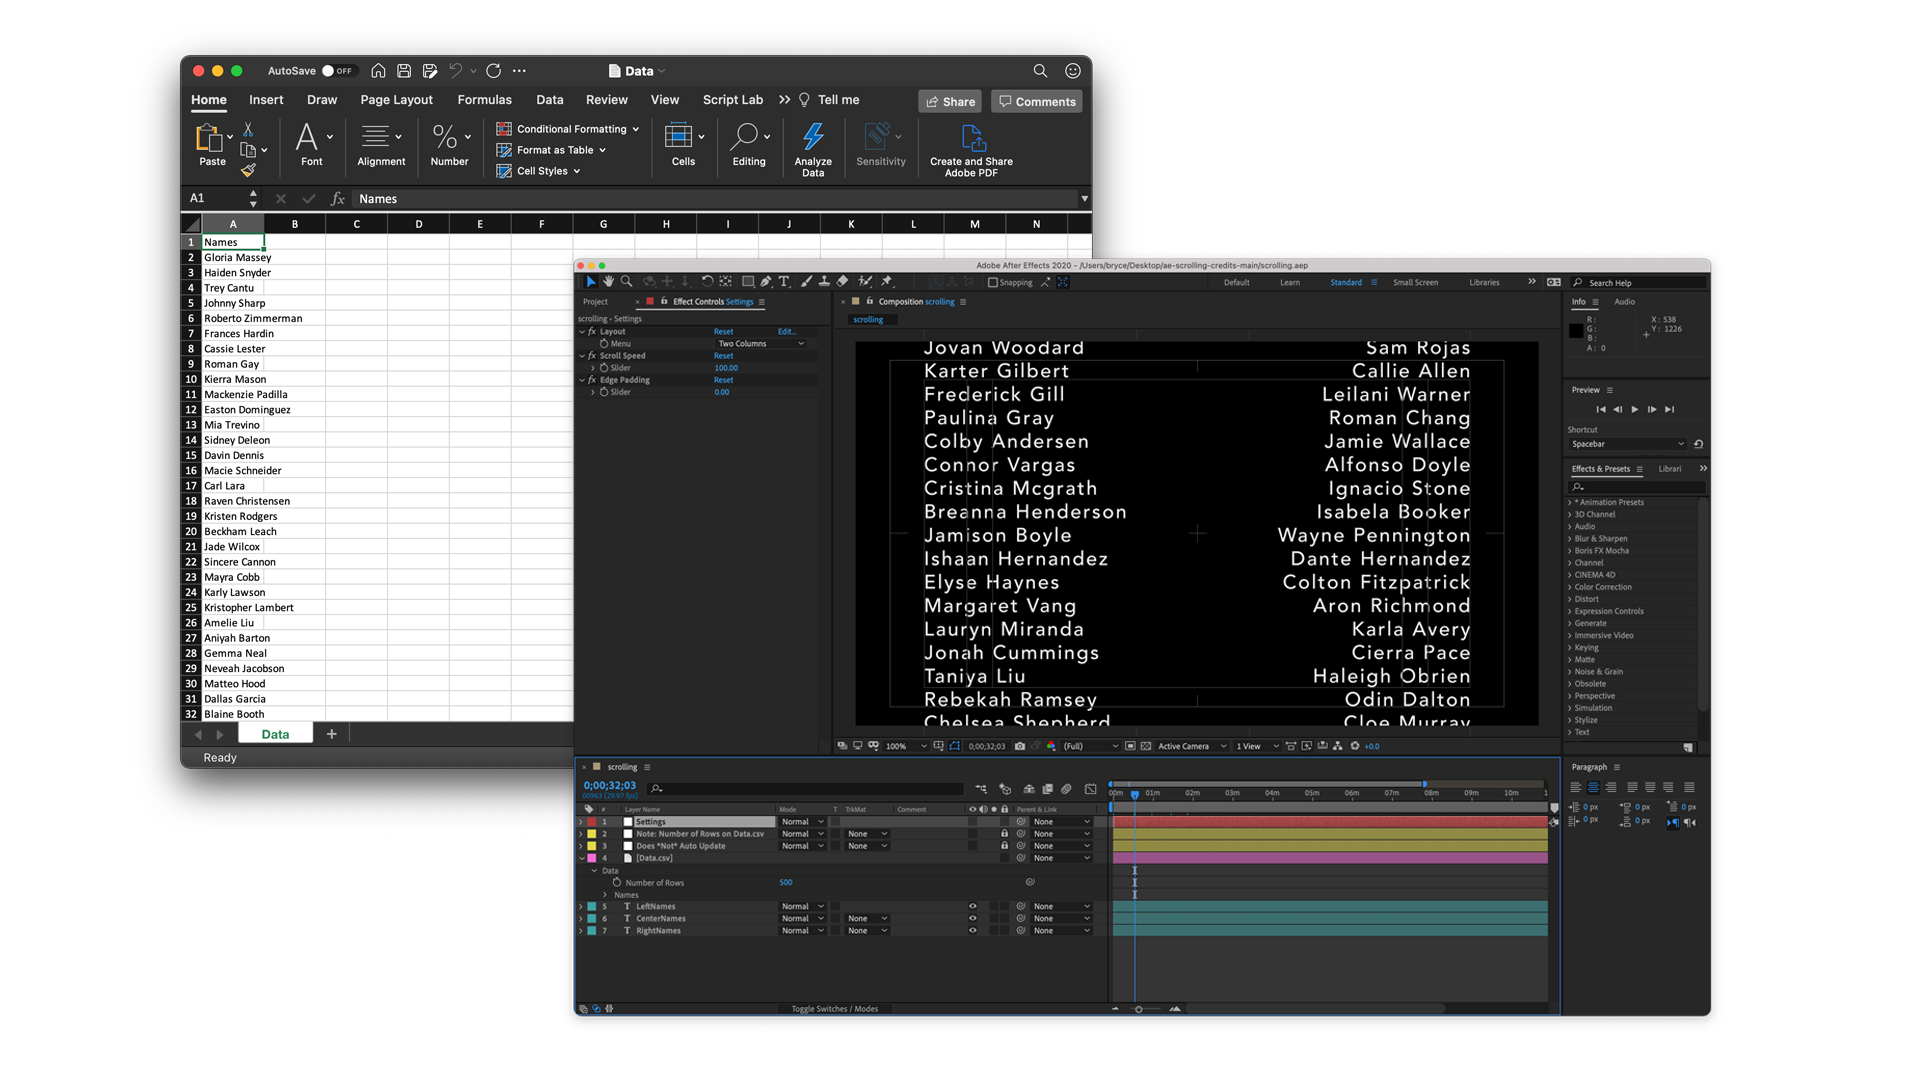 AutoSave OFF Data
Home Insert Draw Page Layout Formulas Data Review View Script Lab Tell me Share Comments
Paste Font Alignment Number
Conditional Formatting
Format as Table
Cell Styles
Cells Editing Analyze Data Sensitivity Create and Share Adobe PDF
A1 fx Names
A B C D E F G H I J K L M N
1 Names
2 Gloria Massey
3 Haiden Snyder
4 Trey Cantu
5 Johnny Sharp
6 Roberto Zimmerman
7 Frances Hardin
8 Cassie Lester
9 Roman Gay
10 Kierra Mason
11 Mackenzie Padilla
12 Easton Dominguez
13 Mia Trevino
14 Sidney Deleon
15 Davin Dennis
16 Macie Schneider
17 Carl Lara
18 Raven Christensen
19 Kristen Rodgers
20 Beckham Leach
21 Jade Wilcox
22 Sincere Cannon
23 Mayra Cobb
24 Karly Lawson
25 Kristopher Lambert
26 Amelie Liu
27 Aniyah Barton
28 Gemma Neal
29 Neveah Jacobson
30 Matteo Hood
31 Dallas Garcia
32 Blaine Booth
Data +
Ready
Adobe After Effects 2020 - /Users/bryce/Desktop/ae-scrolling-credits-main/scrolling.aep
Snapping Default Learn Standard Small Screen Libraries Search Help
Project Effect Controls Settings
scrolling • Settings
fx Layout Reset Edit...
Menu Two Columns
fx Scroll Speed Reset
Slider 100.00
fx Edge Padding Reset
Slider 0.00
Composition scrolling
scrolling
Jovan Woodard Sam Rojas
Karter Gilbert Callie Allen
Frederick Gill Leilani Warner
Paulina Gray Roman Chang
Colby Andersen Jamie Wallace
Connor Vargas Alfonso Doyle
Cristina Mcgrath Ignacio Stone
Breanna Henderson Isabela Booker
Jamison Boyle Wayne Pennington
Ishaan Hernandez Dante Hernandez
Elyse Haynes Colton Fitzpatrick
Margaret Vang Aron Richmond
Lauryn Miranda Karla Avery
Jonah Cummings Cierra Pace
Taniya Liu Haleigh Obrien
Rebekah Ramsey Odin Dalton
Chelsea Shepherd Cloe Murray
100% 0;00;32;03 (Full) Active Camera 1 View +0.0
Info Audio
R:
G:
B:
A: 0
X: 538
Y: 1226
Preview
Shortcut
Spacebar
Effects & Presets Librari
* Animation Presets
3D Channel
Audio
Blur & Sharpen
Boris FX Mocha
Channel
CINEMA 4D
Color Correction
Distort
Expression Controls
Generate
Immersive Video
Keying
Matte
Noise & Grain
Obsolete
Perspective
Simulation
Stylize
Text
Paragraph
0 px 0 px 0 px
0 px 0 px
scrolling
0;00;32;03
00963 (29.97 fps)
00m 01m 02m 03m 04m 05m 06m 07m 08m 09m 10m 1
# Layer Name Mode T TrkMat Comment Parent & Link
1 Settings Normal None
2 Note: Number of Rows on Data.csv Normal None None
3 Does *Not* Auto Update Normal None None
4 [Data.csv] None
Data
Number of Rows 500
Names
5 T LeftNames Normal None
6 T CenterNames Normal None None
7 T RightNames Normal None None
Toggle Switches / Modes